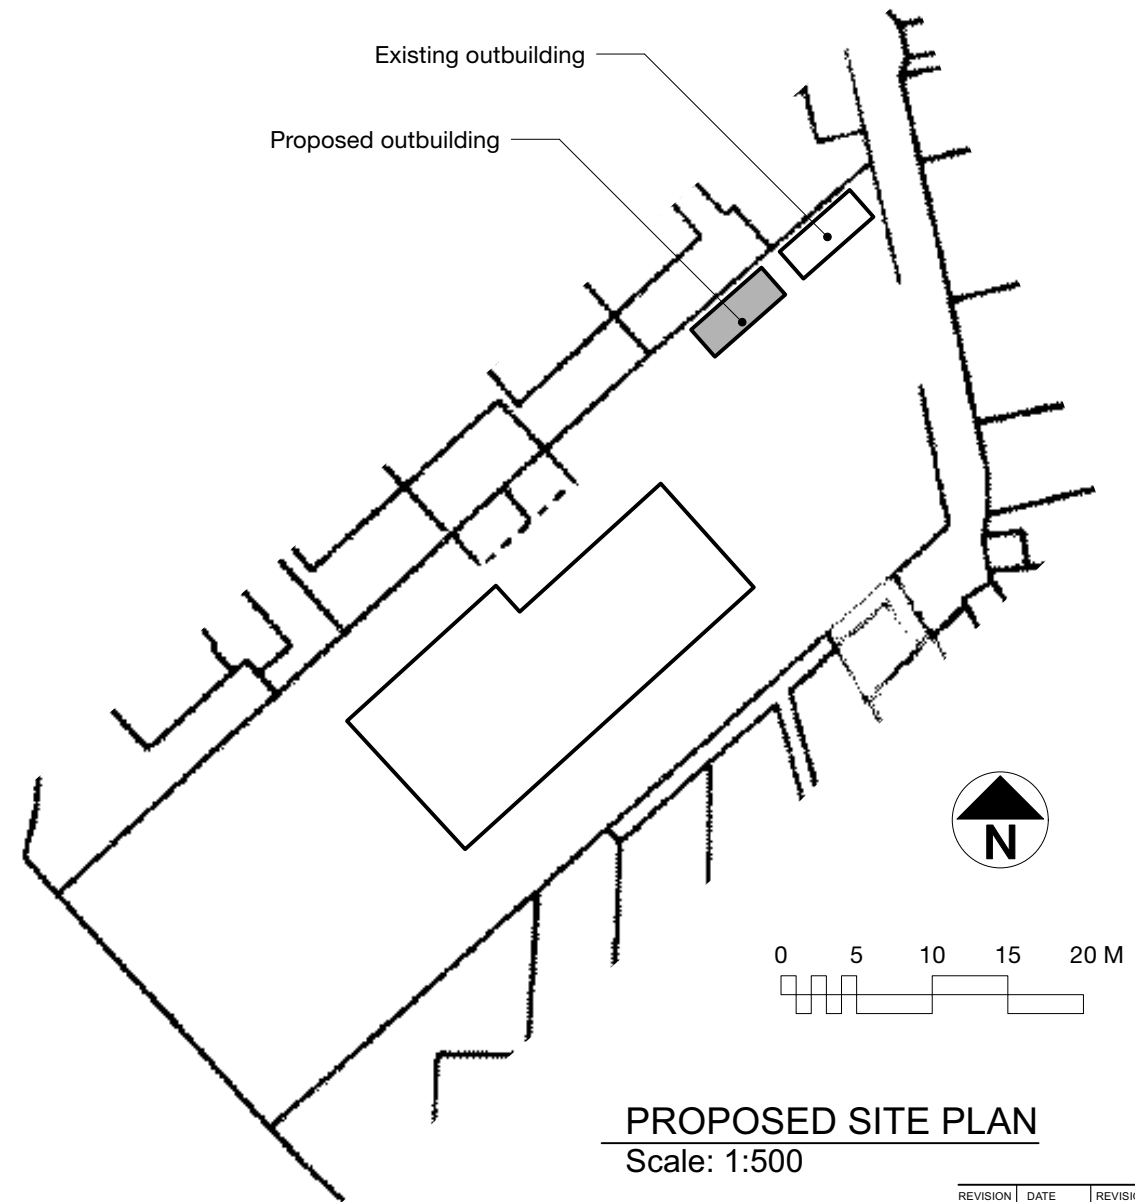 Existing outbuilding
Proposed outbuilding
N
0 5 10 15 20 M
PROPOSED SITE PLAN
Scale: 1:500
REVISION DATE